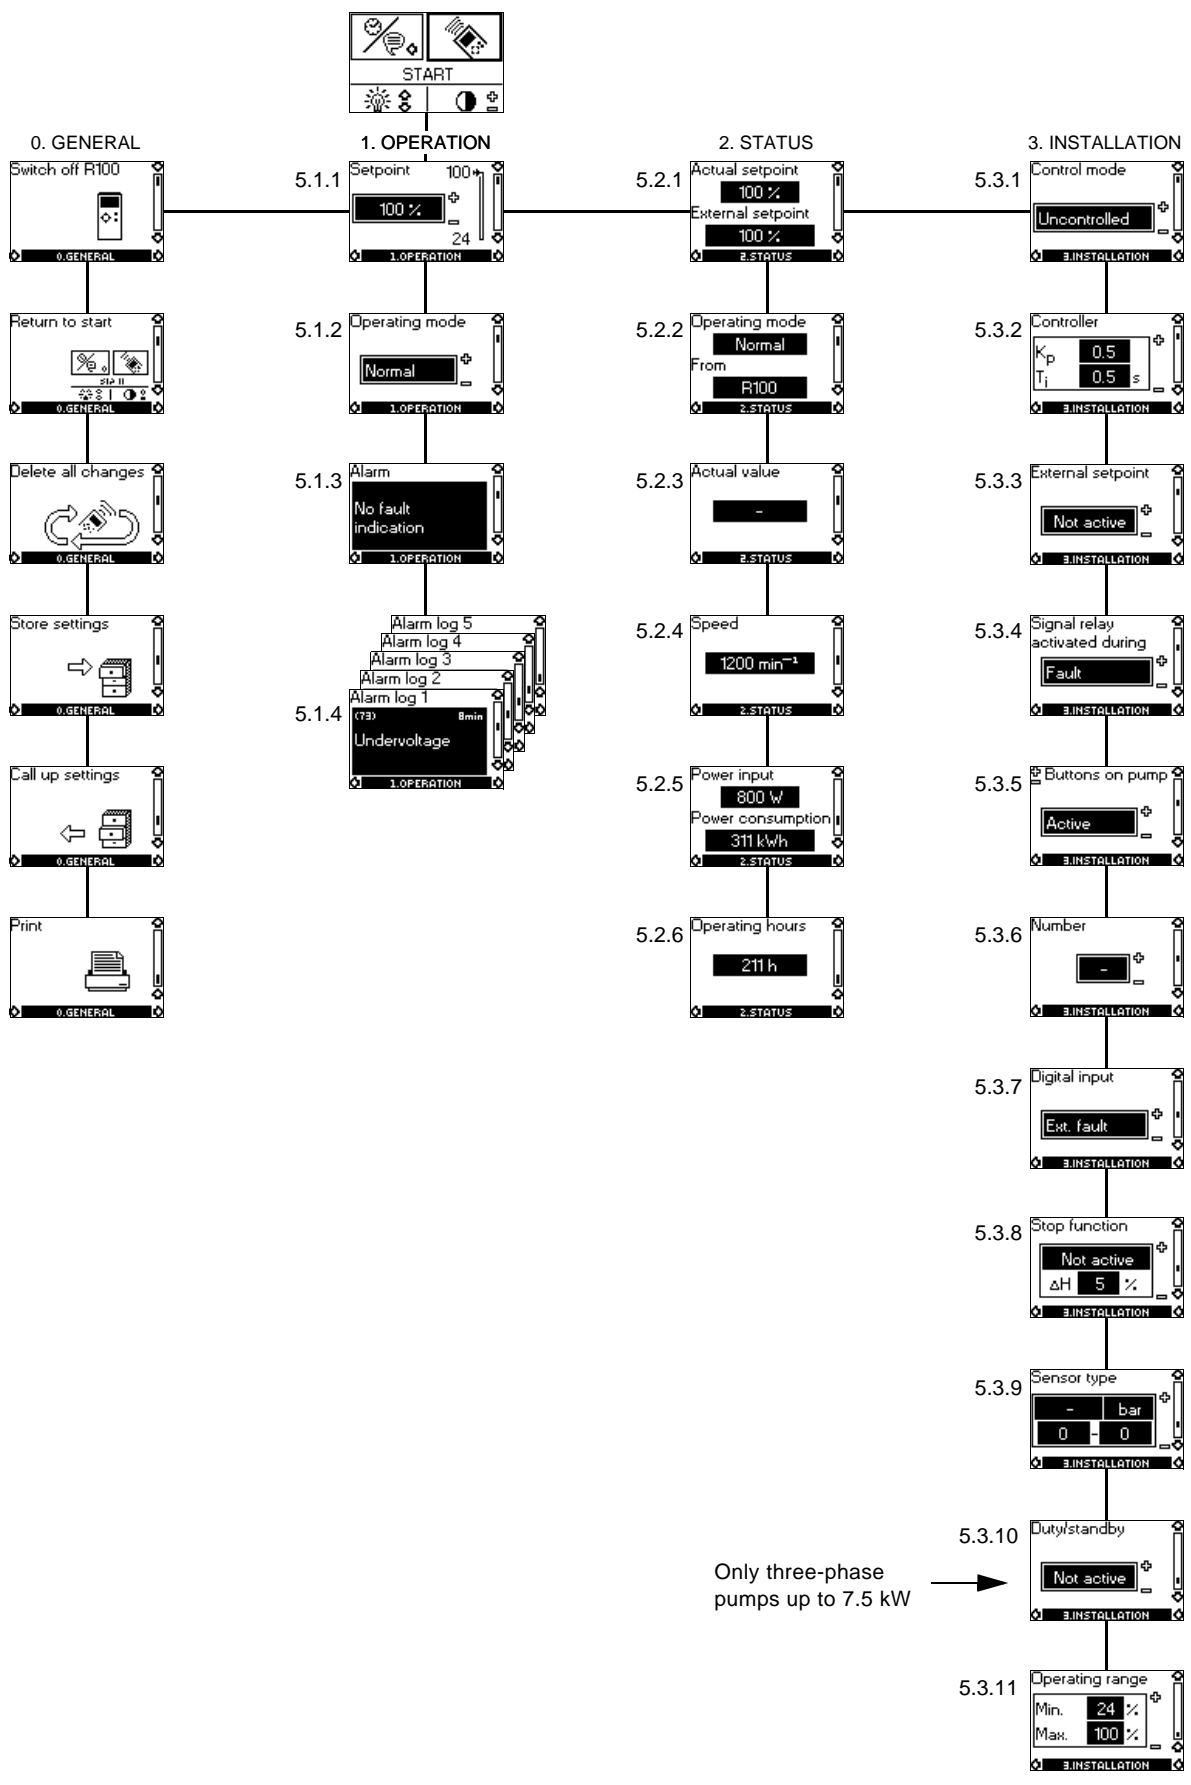 START
0. GENERAL
Switch off R100
0.GENERAL
Return to start
START
0.GENERAL
Delete all changes
0.GENERAL
Store settings
0.GENERAL
Call up settings
0.GENERAL
Print
0.GENERAL
1. OPERATION
5.1.1
Setpoint
100
100 %
24
1.OPERATION
5.1.2
Operating mode
Normal
1.OPERATION
5.1.3
Alarm
No fault
indication
1.OPERATION
Alarm log 5
Alarm log 4
Alarm log 3
Alarm log 2
5.1.4
Alarm log 1
(73) 8min
Undervoltage
1.OPERATION
2. STATUS
5.2.1
Actual setpoint
100 %
External setpoint
100 %
2.STATUS
5.2.2
Operating mode
Normal
From
R100
2.STATUS
5.2.3
Actual value
-
2.STATUS
5.2.4
Speed
1200 min⁻¹
2.STATUS
5.2.5
Power input
800 W
Power consumption
311 kWh
2.STATUS
5.2.6
Operating hours
211 h
2.STATUS
3. INSTALLATION
5.3.1
Control mode
Uncontrolled
3.INSTALLATION
5.3.2
Controller
Kp 0.5
Ti 0.5 s
3.INSTALLATION
5.3.3
External setpoint
Not active
3.INSTALLATION
5.3.4
Signal relay
activated during
Fault
3.INSTALLATION
5.3.5
Buttons on pump
Active
3.INSTALLATION
5.3.6
Number
-
3.INSTALLATION
5.3.7
Digital input
Ext. fault
3.INSTALLATION
5.3.8
Stop function
Not active
ΔH 5 %
3.INSTALLATION
5.3.9
Sensor type
- bar
0 - 0
3.INSTALLATION
5.3.10
Duty/standby
Not active
3.INSTALLATION
Only three-phase
pumps up to 7.5 kW
5.3.11
Operating range
Min. 24 %
Max. 100 %
3.INSTALLATION